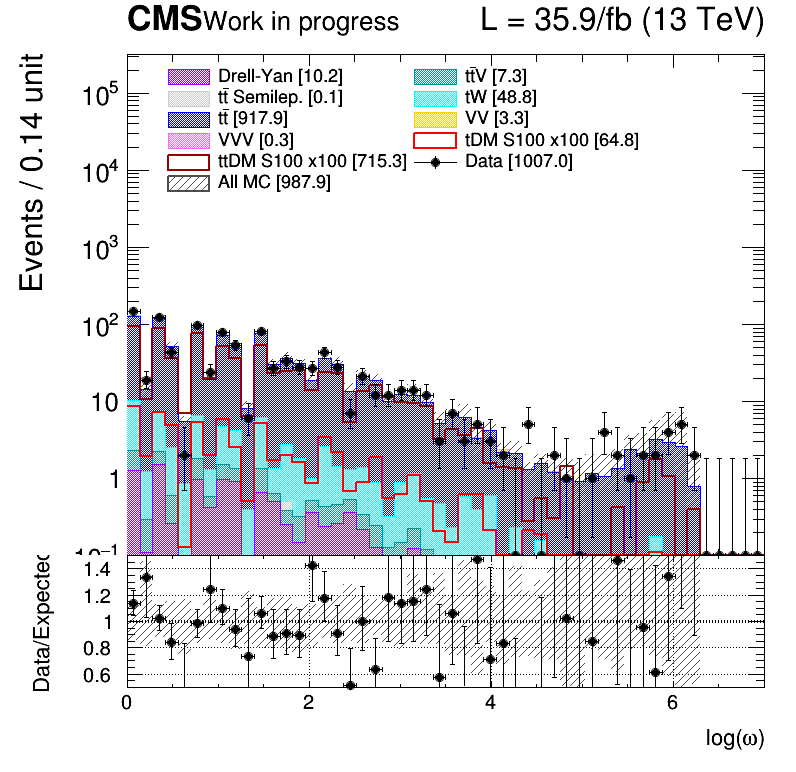 CMS Work in progress L = 35.9/fb (13 TeV)
Events / 0.14 unit
Drell-Yan [10.2] tt̄V [7.3]
tt̄ Semilep. [0.1] tW [48.8]
tt̄ [917.9] VV [3.3]
VVV [0.3] tDM S100 x100 [64.8]
ttDM S100 x100 [715.3] Data [1007.0]
All MC [987.9]
10⁵
10⁴
10³
10²
10
1
10⁻¹
Data/Expected
1.4
1.2
1
0.8
0.6
0 2 4 6
log(ω)